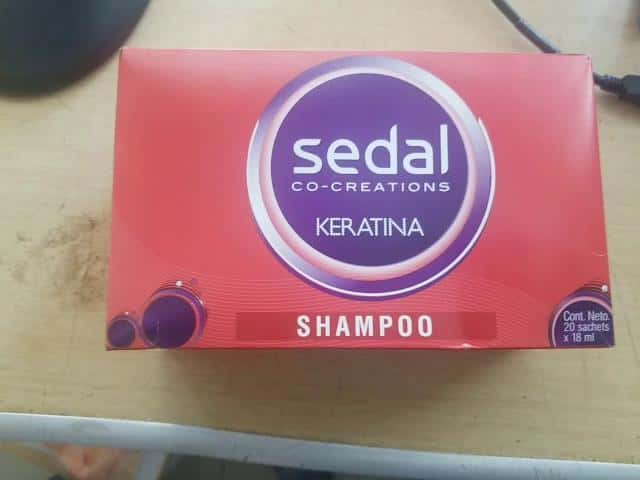 sedal
CO-CREATIONS
KERATINA
SHAMPOO
Cont. Neto.
20 sachets
x 18 ml